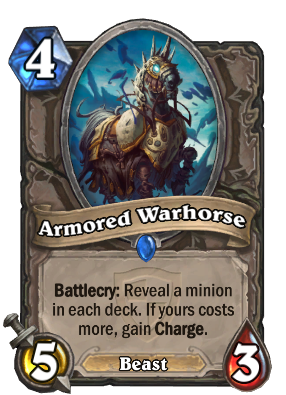 4
Armored Warhorse
Battlecry: Reveal a minion
in each deck. If yours costs
more, gain Charge.
5
Beast
3